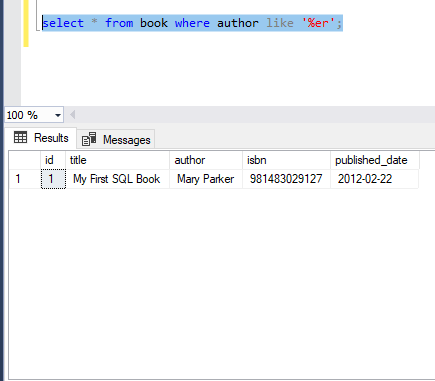 select * from book where author like '%er';
100 %
Results Messages
id title author isbn published_date
1 1 My First SQL Book Mary Parker 981483029127 2012-02-22